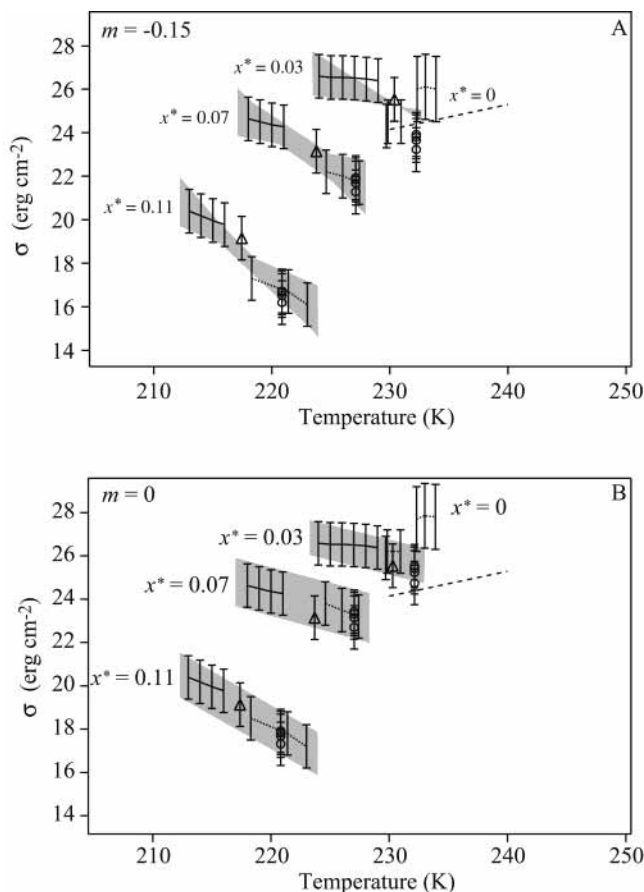 m = -0.15
A
28
26
24
22
20
18
16
14
x* = 0.03
x* = 0
x* = 0.07
x* = 0.11
σ (erg cm-2)
210
220
230
240
250
Temperature (K)
m = 0
B
28
26
24
22
20
18
16
14
x* = 0
x* = 0.03
x* = 0.07
x* = 0.11
σ (erg cm-2)
210
220
230
240
250
Temperature (K)